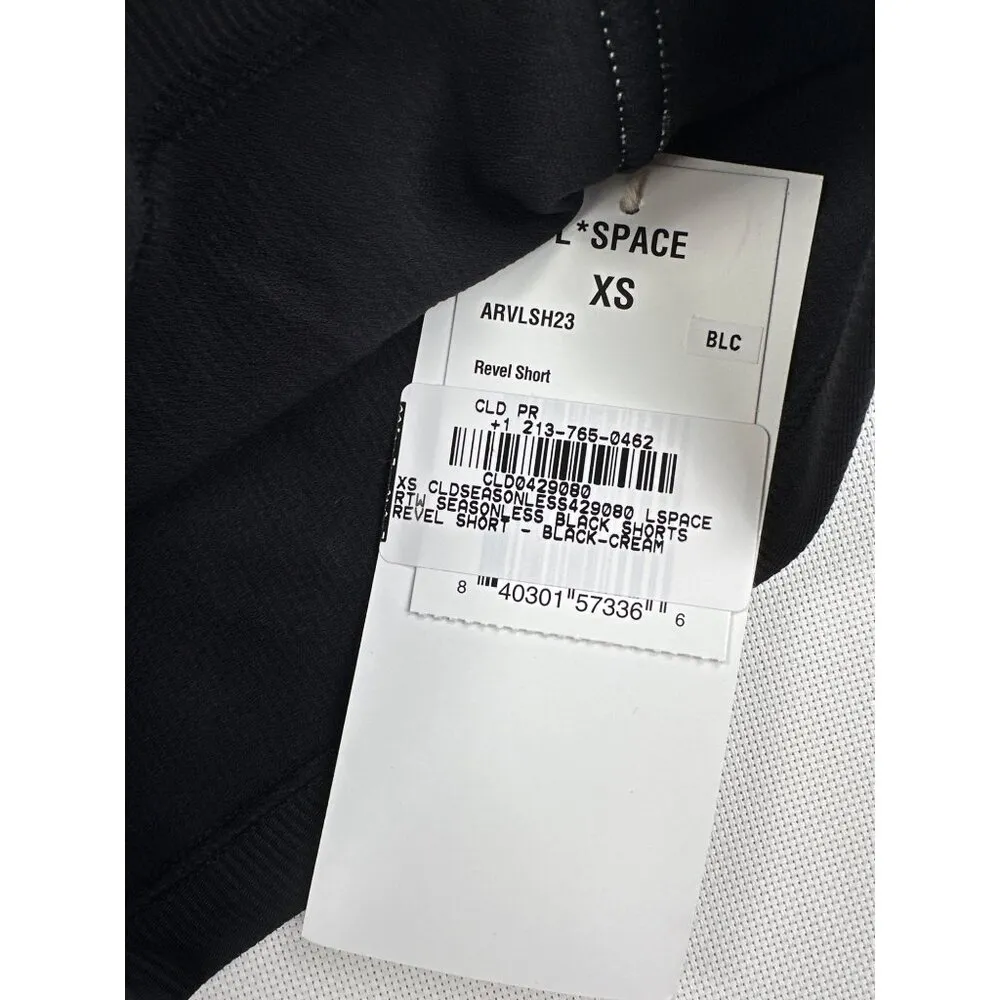 L*SPACE
XS
ARVLSH23
BLC
Revel Short
CLD PR
+1 213-765-0462
CLD0429080
XS CLDSEASONLESS429080 LSPACE
RTW SEASONLESS BLACK SHORTS
REVEL SHORT - BLACK-CREAM
8 40301"57336" 6